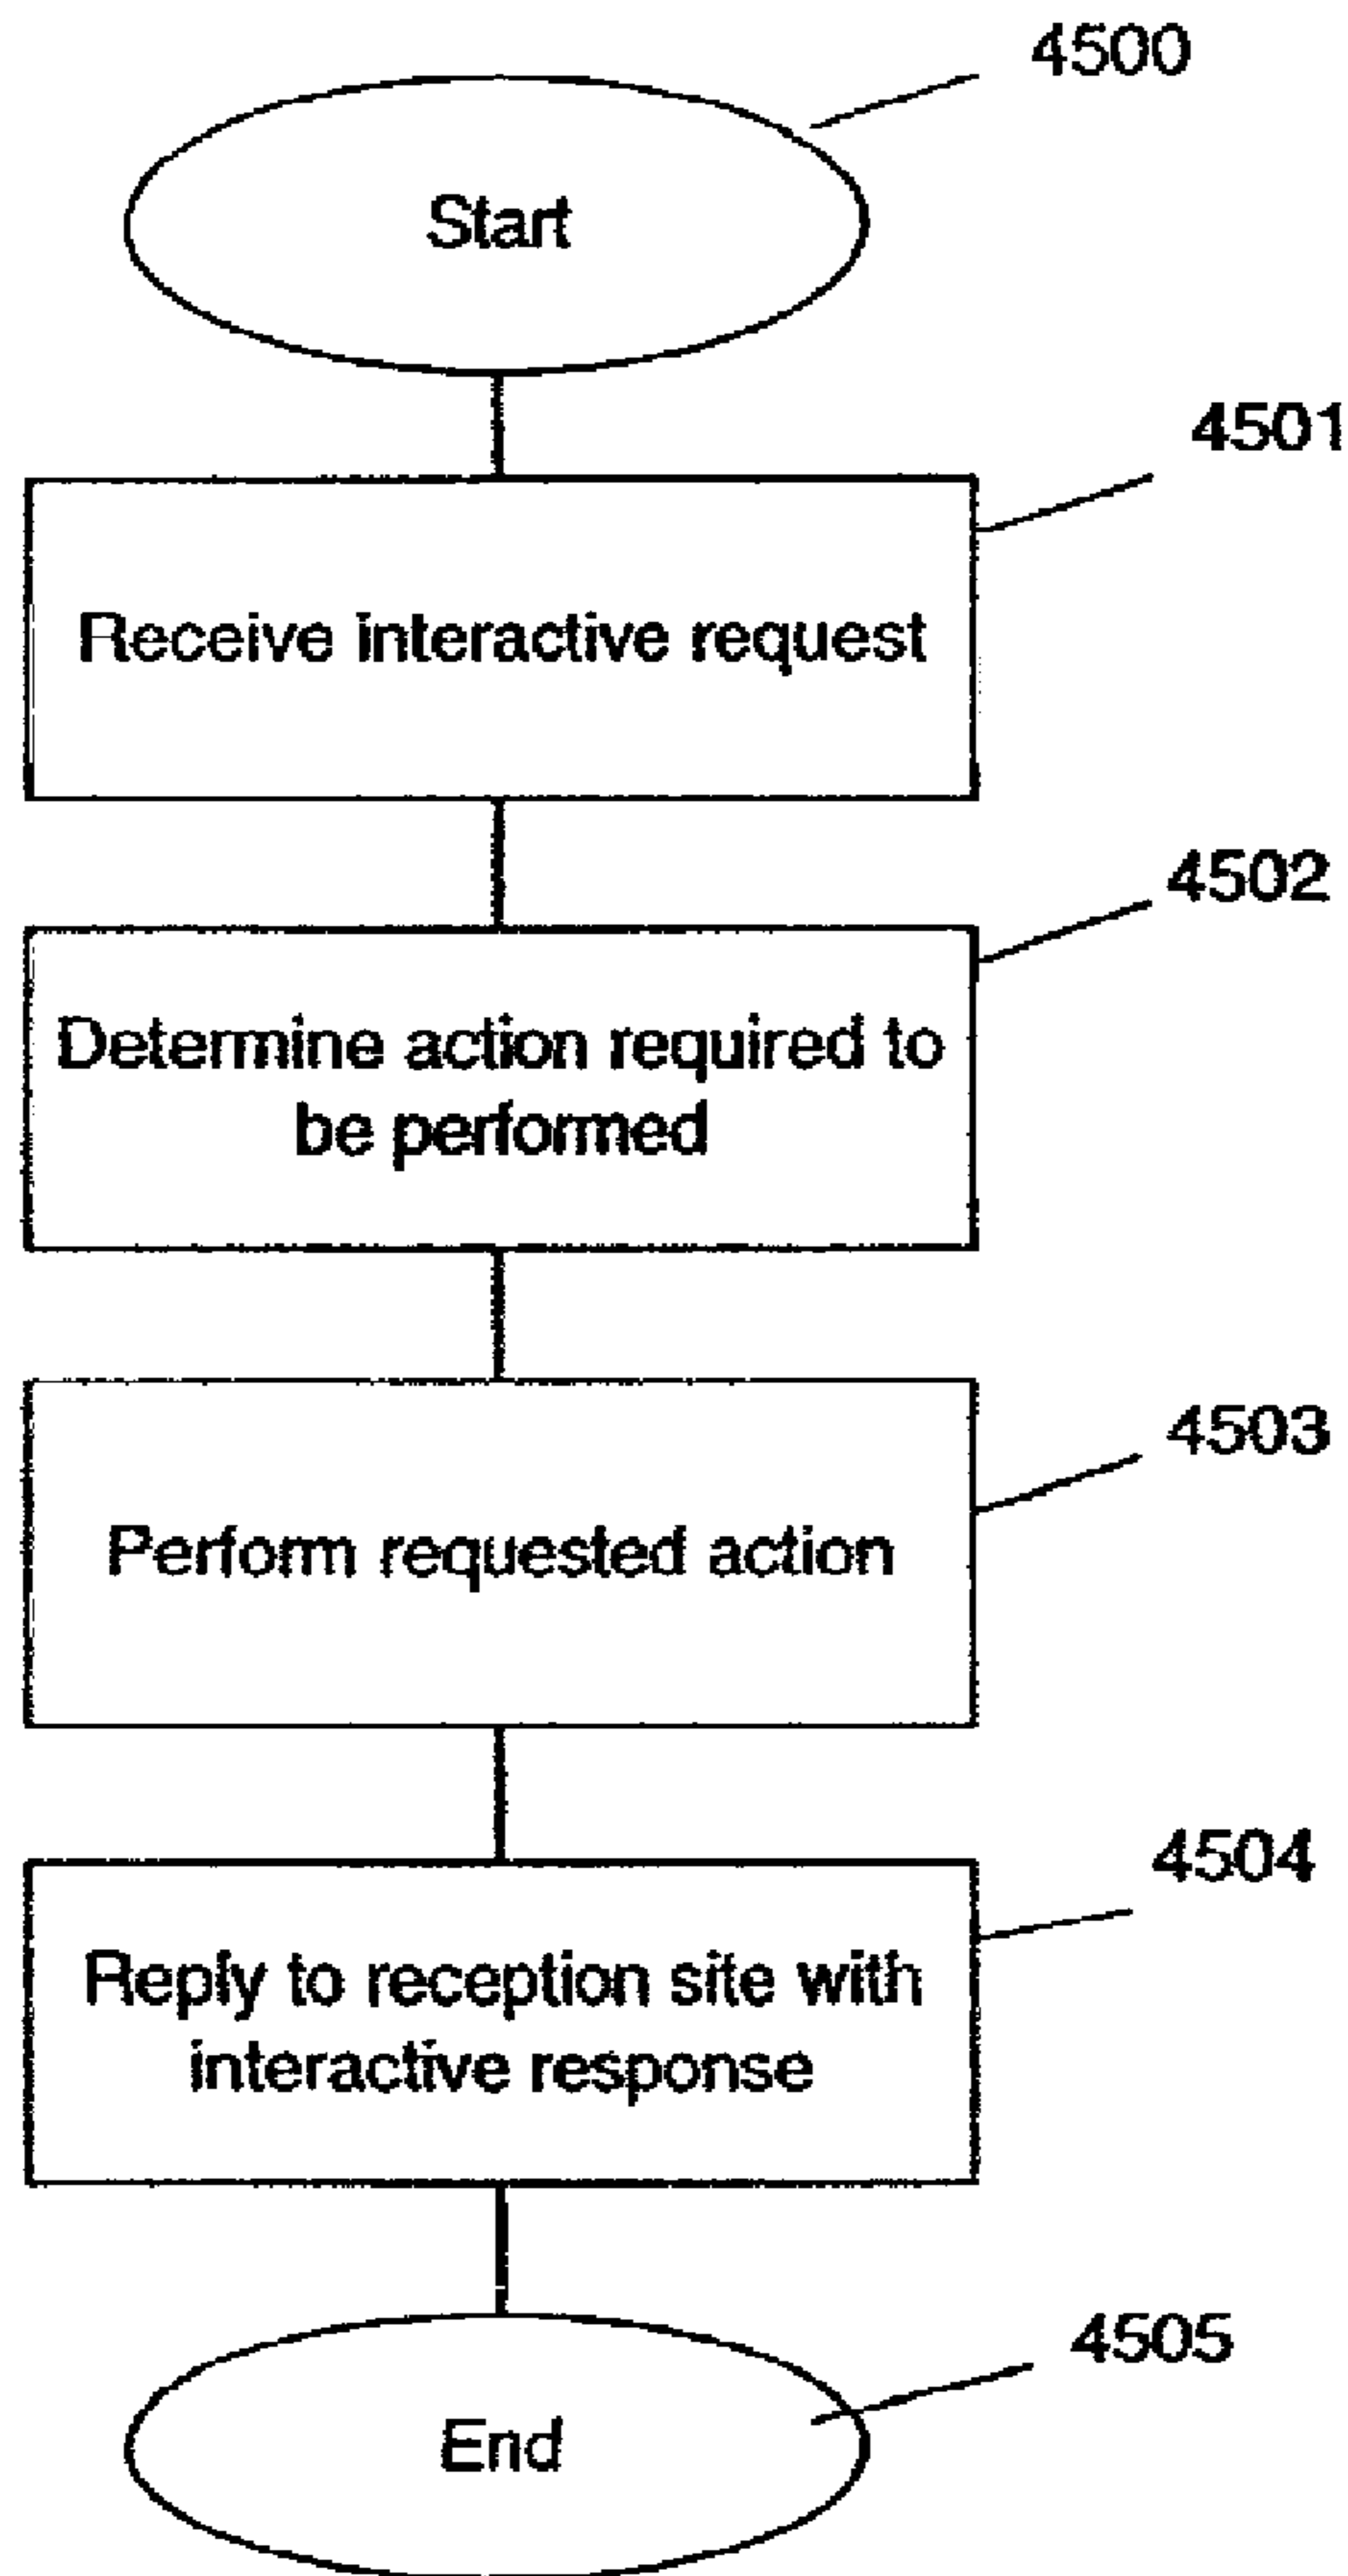 4500
Start
4501
Receive interactive request
4502
Determine action required to
be performed
4503
Perform requested action
4504
Reply to reception site with
interactive response
4505
End